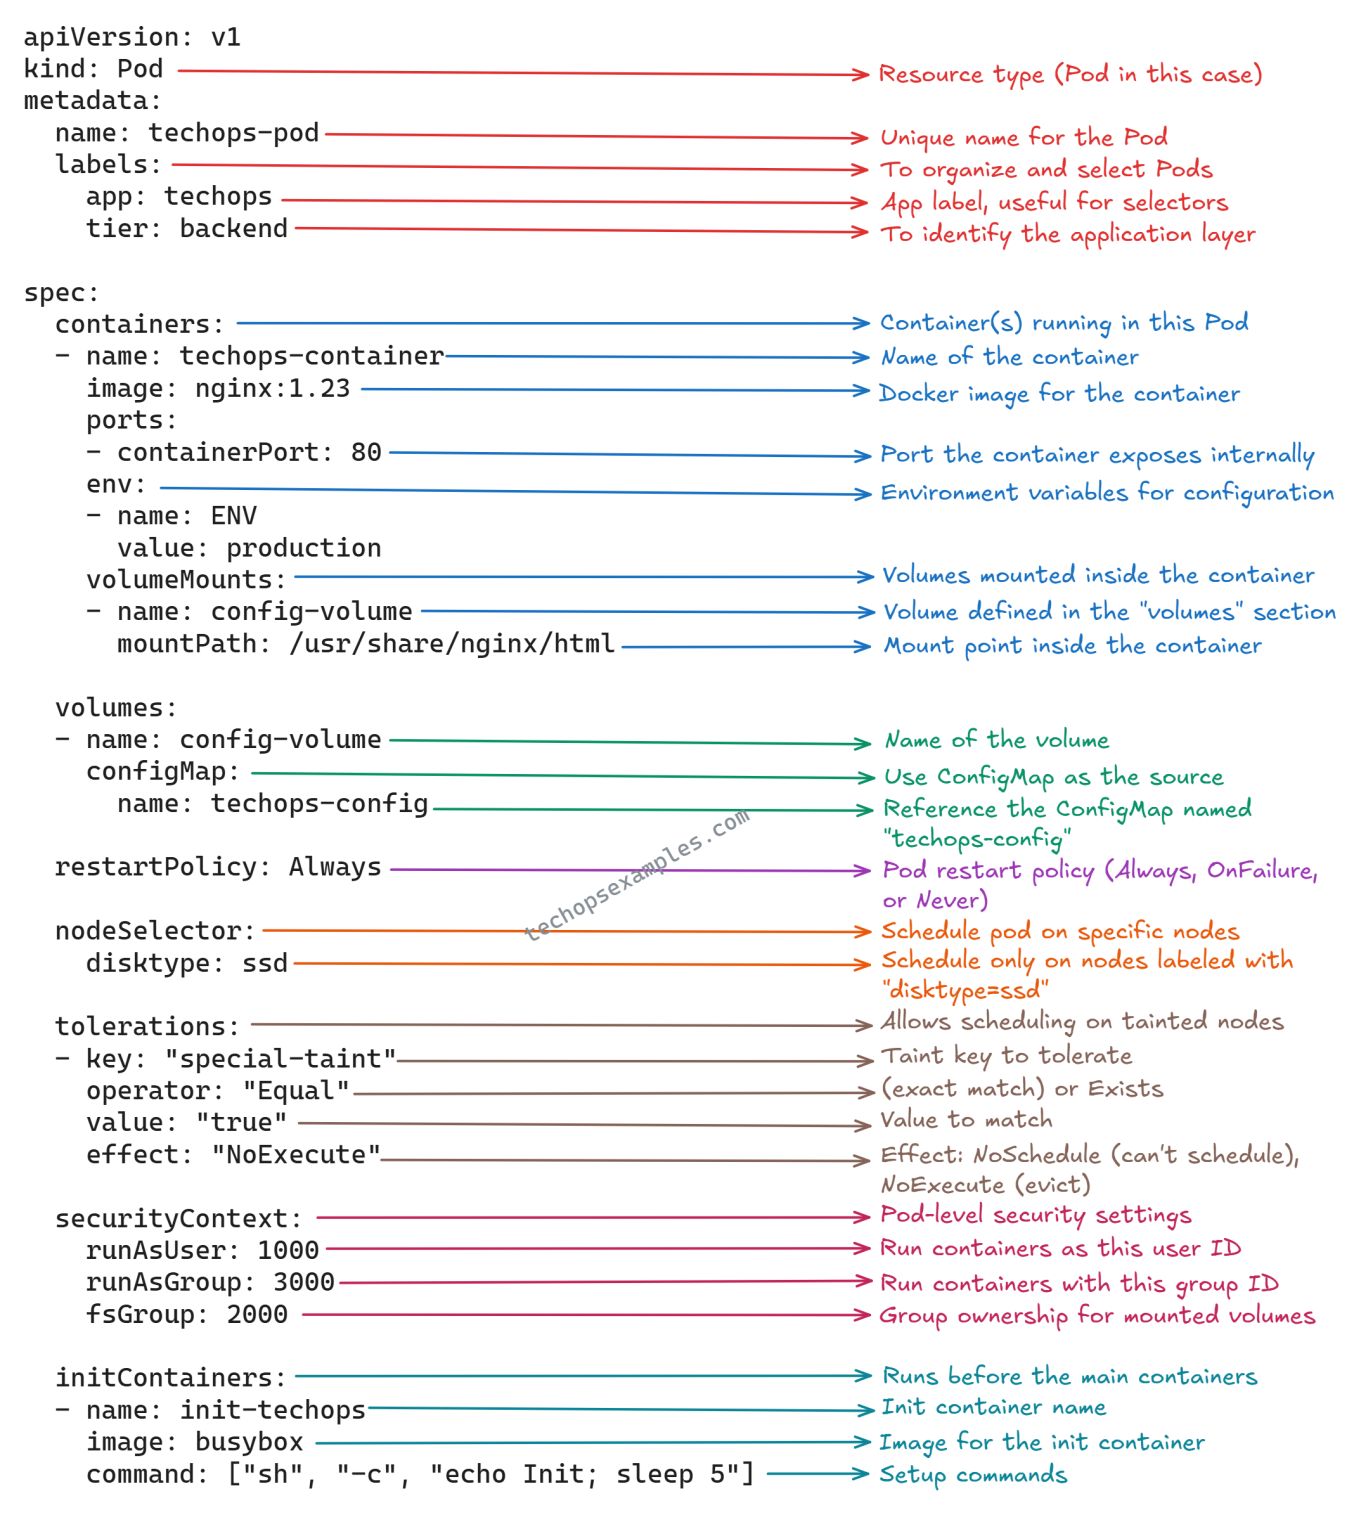 apiVersion: v1
kind: Pod
Resource type (Pod in this case)
metadata:
name: techops-pod
Unique name for the Pod
labels:
To organize and select Pods
app: techops
App label, useful for selectors
tier: backend
To identify the application layer
spec:
containers:
Container(s) running in this Pod
- name: techops-container
Name of the container
image: nginx:1.23
Docker image for the container
ports:
- containerPort: 80
Port the container exposes internally
env:
Environment variables for configuration
- name: ENV
value: production
volumeMounts:
Volumes mounted inside the container
- name: config-volume
Volume defined in the "volumes" section
mountPath: /usr/share/nginx/html
Mount point inside the container
volumes:
- name: config-volume
Name of the volume
configMap:
Use ConfigMap as the source
name: techops-config
Reference the ConfigMap named
"techops-config"
techopsexamples.com
restartPolicy: Always
Pod restart policy (Always, OnFailure,
or Never)
nodeSelector:
Schedule pod on specific nodes
disktype: ssd
Schedule only on nodes labeled with
"disktype=ssd"
tolerations:
Allows scheduling on tainted nodes
- key: "special-taint"
Taint key to tolerate
operator: "Equal"
(exact match) or Exists
value: "true"
Value to match
effect: "NoExecute"
Effect: NoSchedule (can't schedule),
NoExecute (evict)
securityContext:
Pod-level security settings
runAsUser: 1000
Run containers as this user ID
runAsGroup: 3000
Run containers with this group ID
fsGroup: 2000
Group ownership for mounted volumes
initContainers:
Runs before the main containers
- name: init-techops
Init container name
image: busybox
Image for the init container
command: ["sh", "-c", "echo Init; sleep 5"]
Setup commands